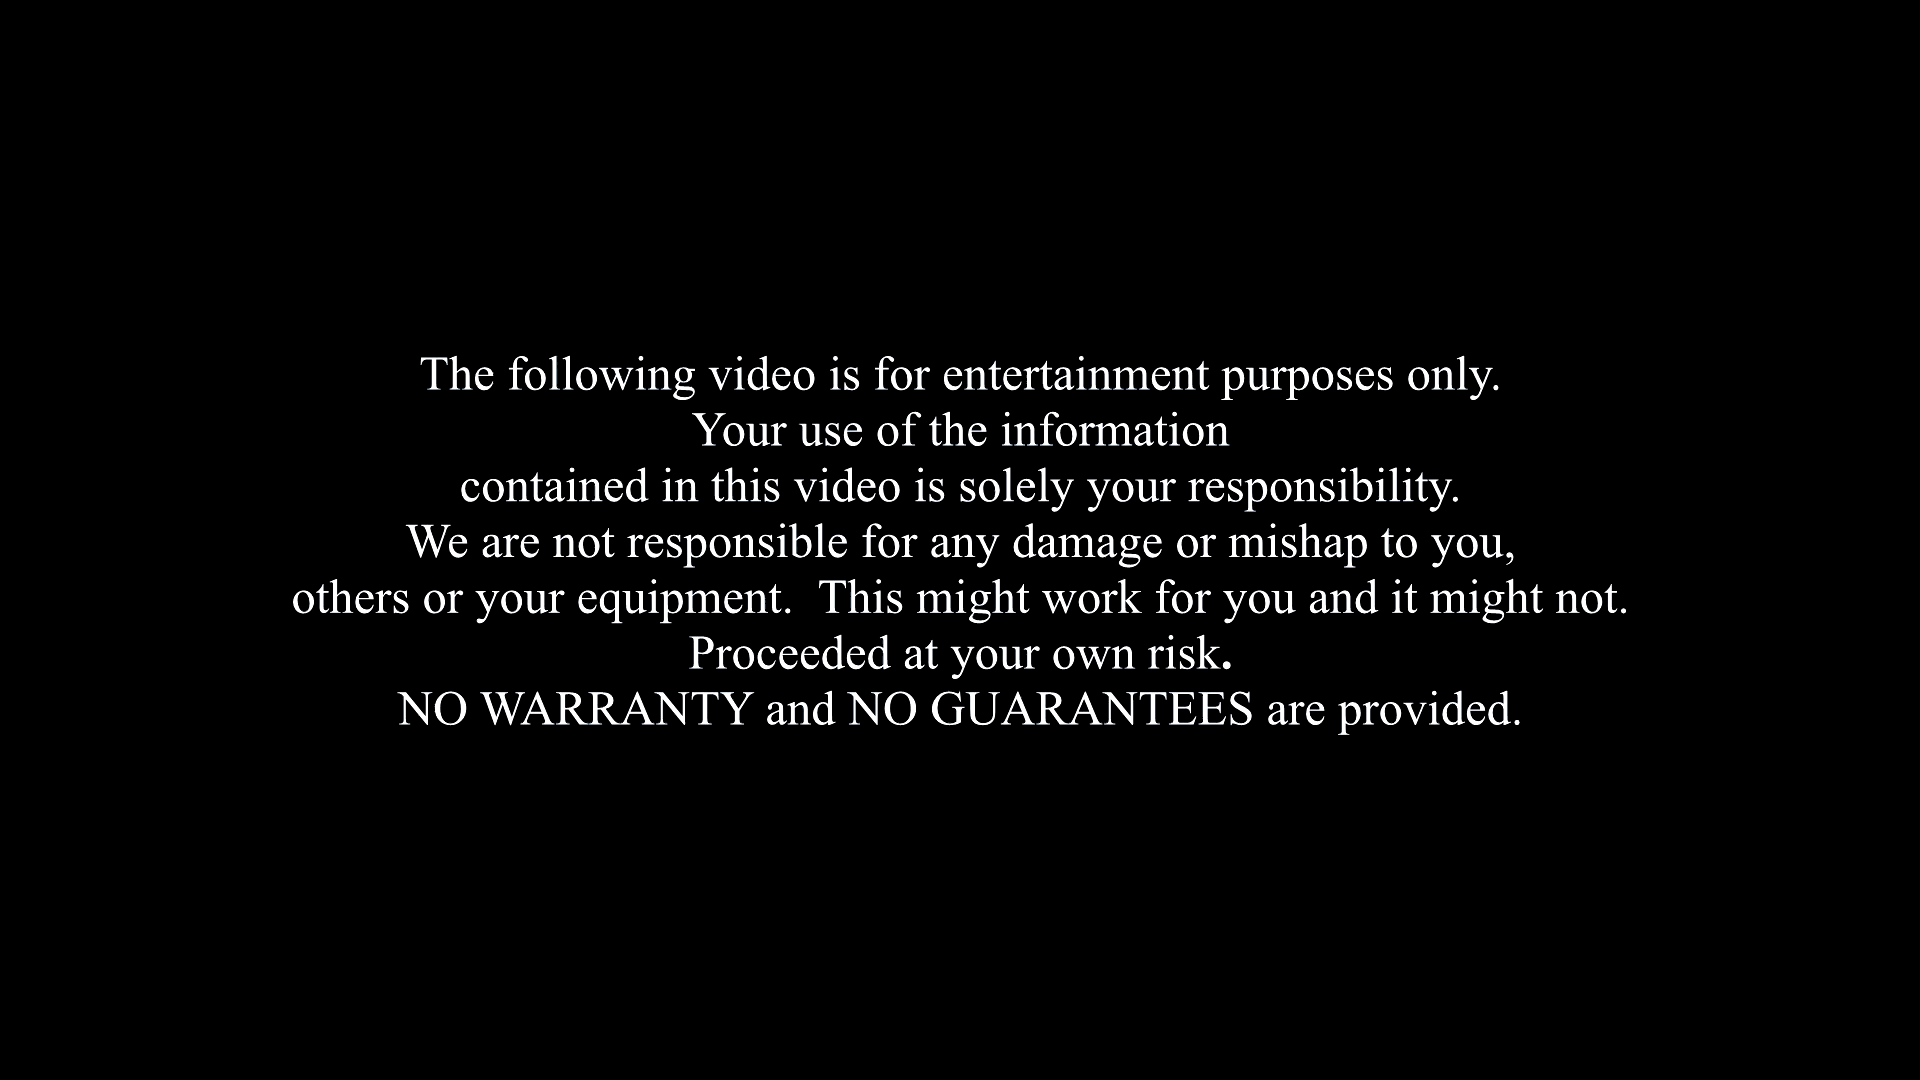 The following video is for entertainment purposes only.
Your use of the information
contained in this video is solely your responsibility.
We are not responsible for any damage or mishap to you,
others or your equipment.  This might work for you and it might not.
Proceeded at your own risk.
NO WARRANTY and NO GUARANTEES are provided.